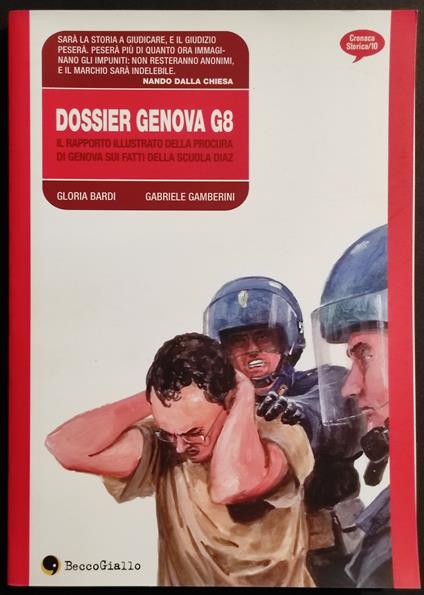 SARÀ LA STORIA A GIUDICARE, E IL GIUDIZIO
PESERÀ. PESERÀ PIÙ DI QUANTO ORA IMMAGI-
NANO GLI IMPUNITI: NON RESTERANNO ANONIMI,
E IL MARCHIO SARÀ INDELEBILE.
NANDO DALLA CHIESA
Cronaca
Storica/10
DOSSIER GENOVA G8
IL RAPPORTO ILLUSTRATO DELLA PROCURA
DI GENOVA SUI FATTI DELLA SCUOLA DIAZ
GLORIA BARDI GABRIELE GAMBERINI
BeccoGiallo